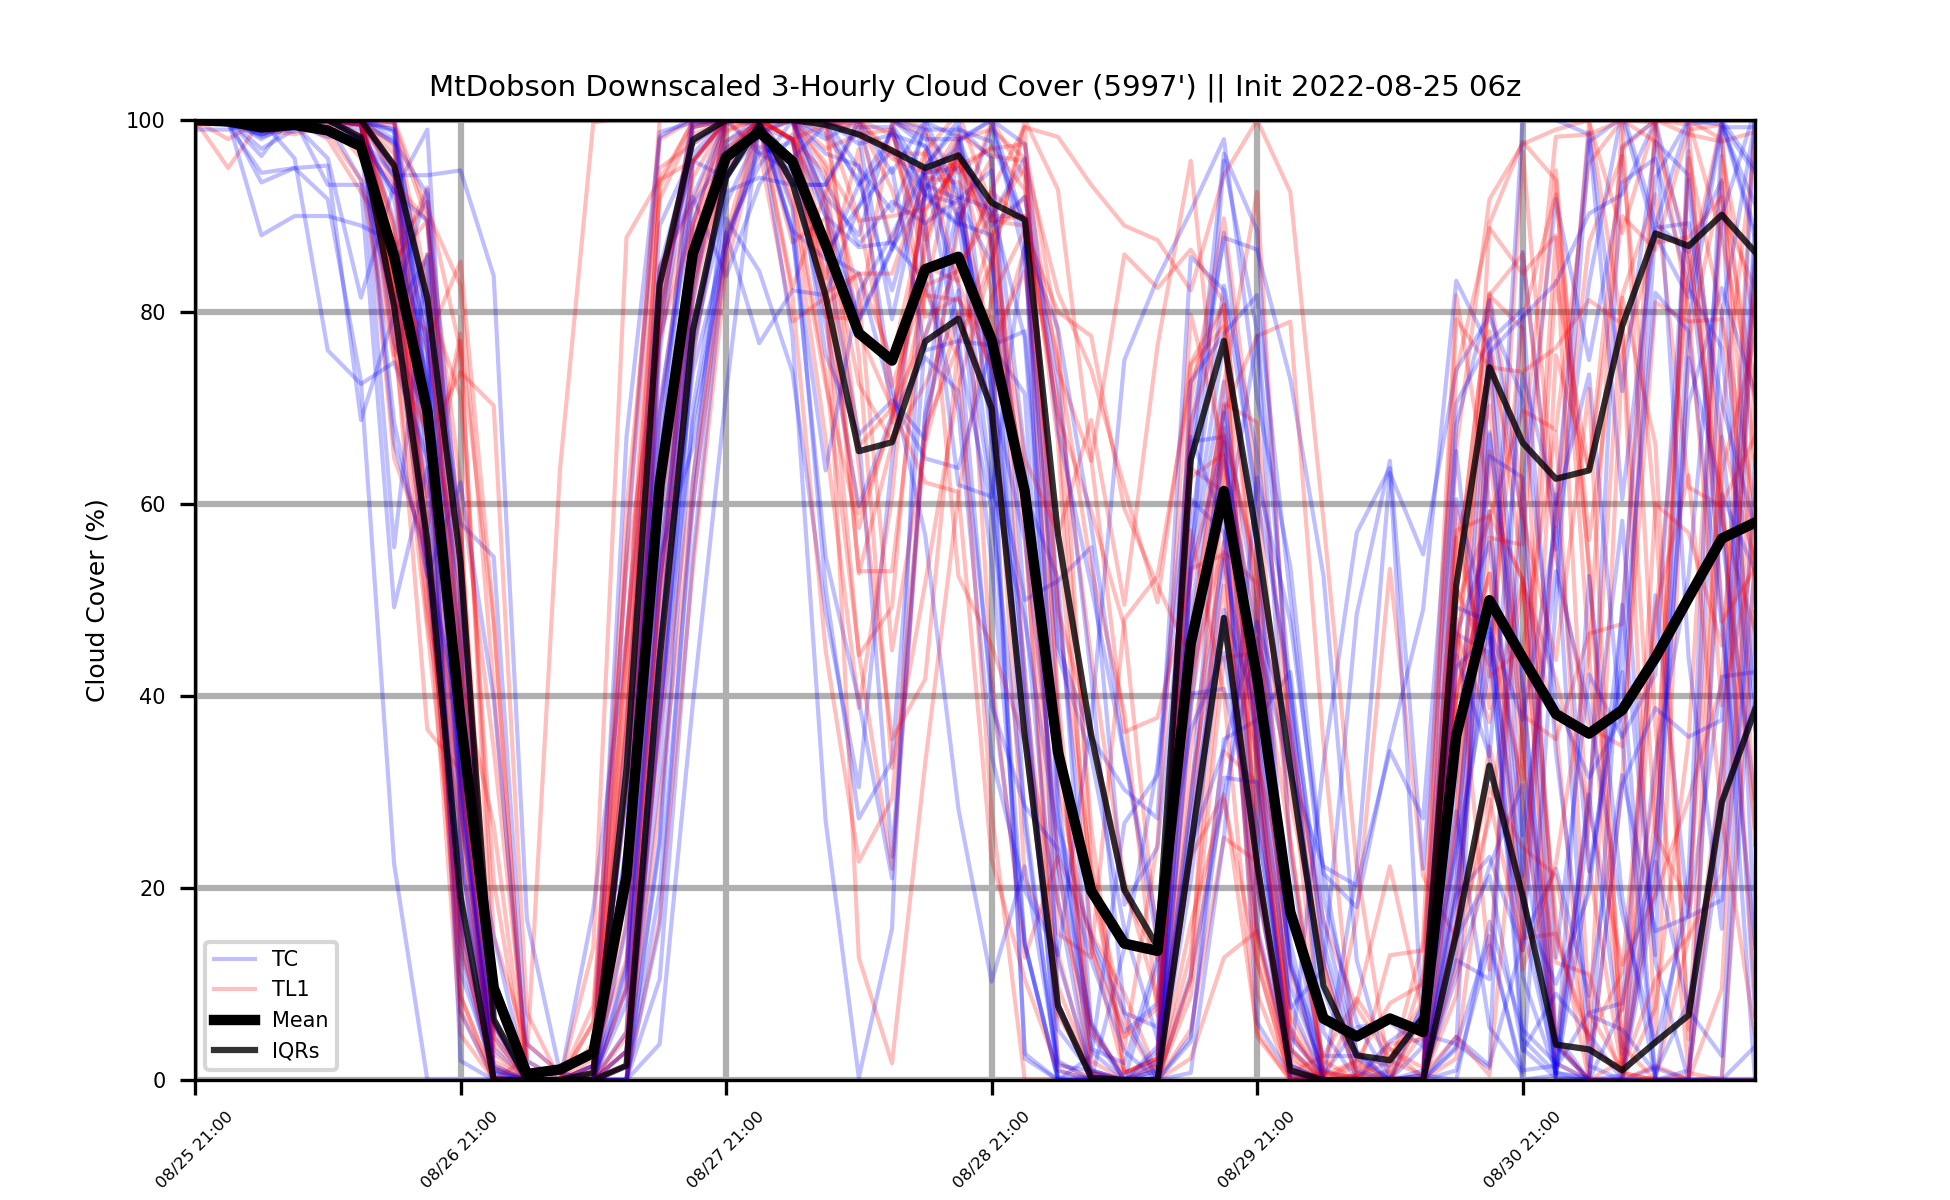 MtDobson Downscaled 3-Hourly Cloud Cover (5997') || Init 2022-08-25 06z
Cloud Cover (%)
100
80
60
40
20
0
TC
TL1
Mean
IQRs
08/25 21:00
08/26 21:00
08/27 21:00
08/28 21:00
08/29 21:00
08/30 21:00